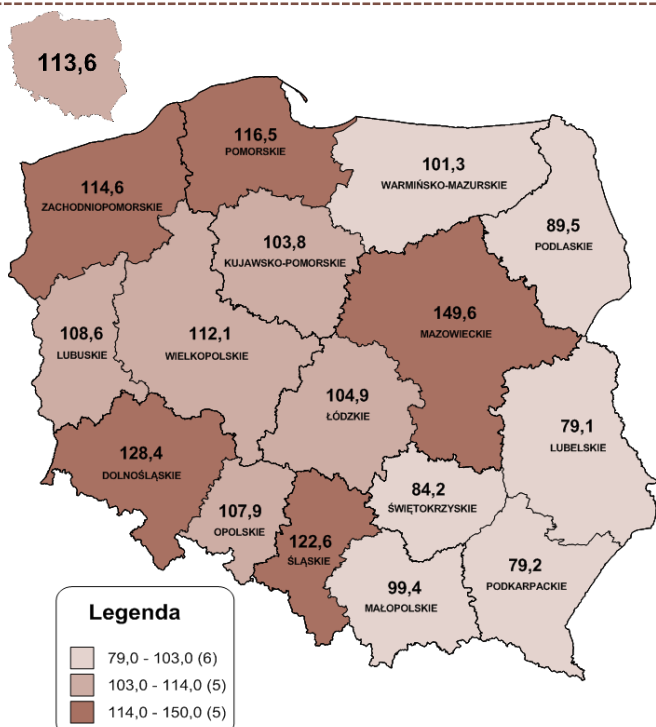 113,6
116,5
POMORSKIE
101,3
WARMIŃSKO-MAZURSKIE
114,6
ZACHODNIOPOMORSKIE
89,5
PODLASKIE
103,8
KUJAWSKO-POMORSKIE
149,6
MAZOWIECKIE
108,6
LUBUSKIE
112,1
WIELKOPOLSKIE
104,9
ŁÓDZKIE
79,1
LUBELSKIE
128,4
DOLNOŚLĄSKIE
84,2
ŚWIĘTOKRZYSKIE
107,9
OPOLSKIE
122,6
ŚLĄSKIE
79,2
PODKARPACKIE
99,4
MAŁOPOLSKIE
Legenda
79,0 - 103,0 (6)
103,0 - 114,0 (5)
114,0 - 150,0 (5)